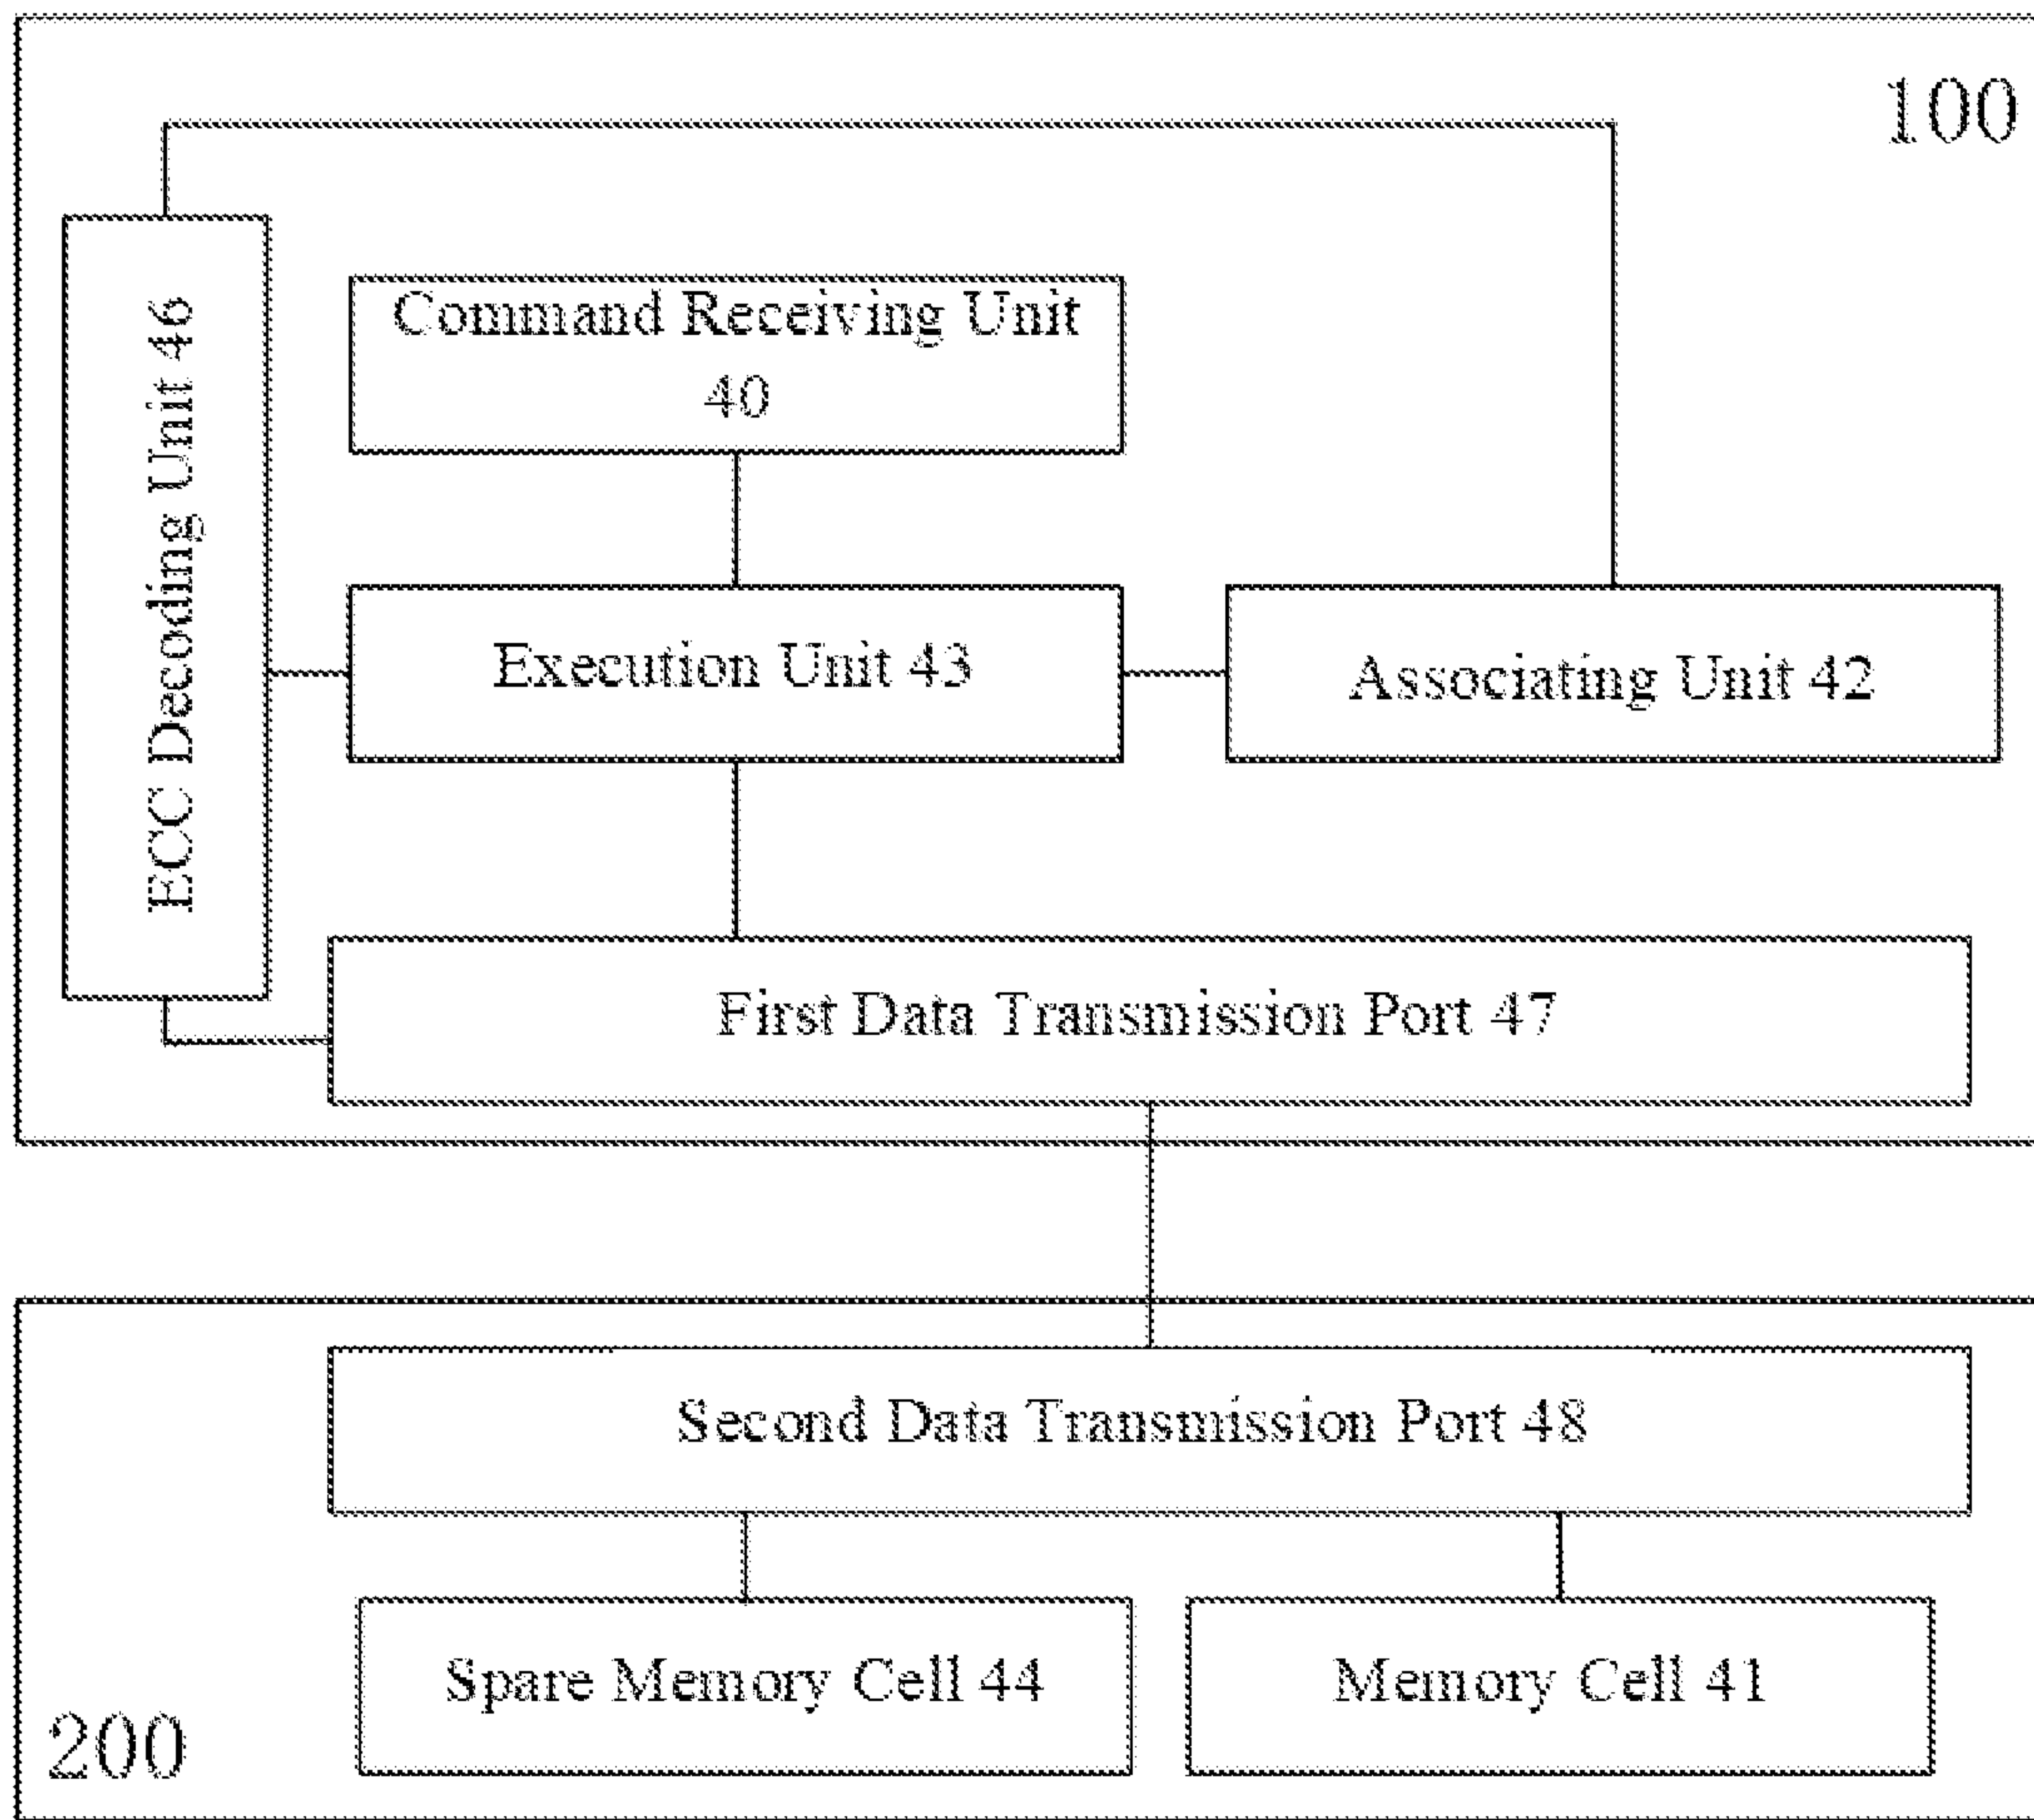 100
ECC Decoding Unit 46
Command Receiving Unit
40
Execution Unit 43
Associating Unit 42
First Data Transmission Port 47
Second Data Transmission Port 48
Spare Memory Cell 44
Memory Cell 41
200